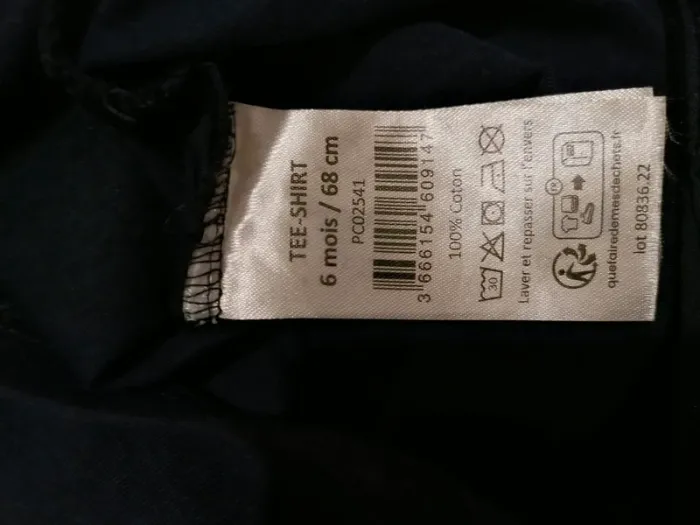 TEE-SHIRT
6 mois / 68 cm
PC02541
3 666154 609147
100% Coton
30
Laver et repasser sur l'envers
FR
quefairedemesdechets.fr
lot 80836.22